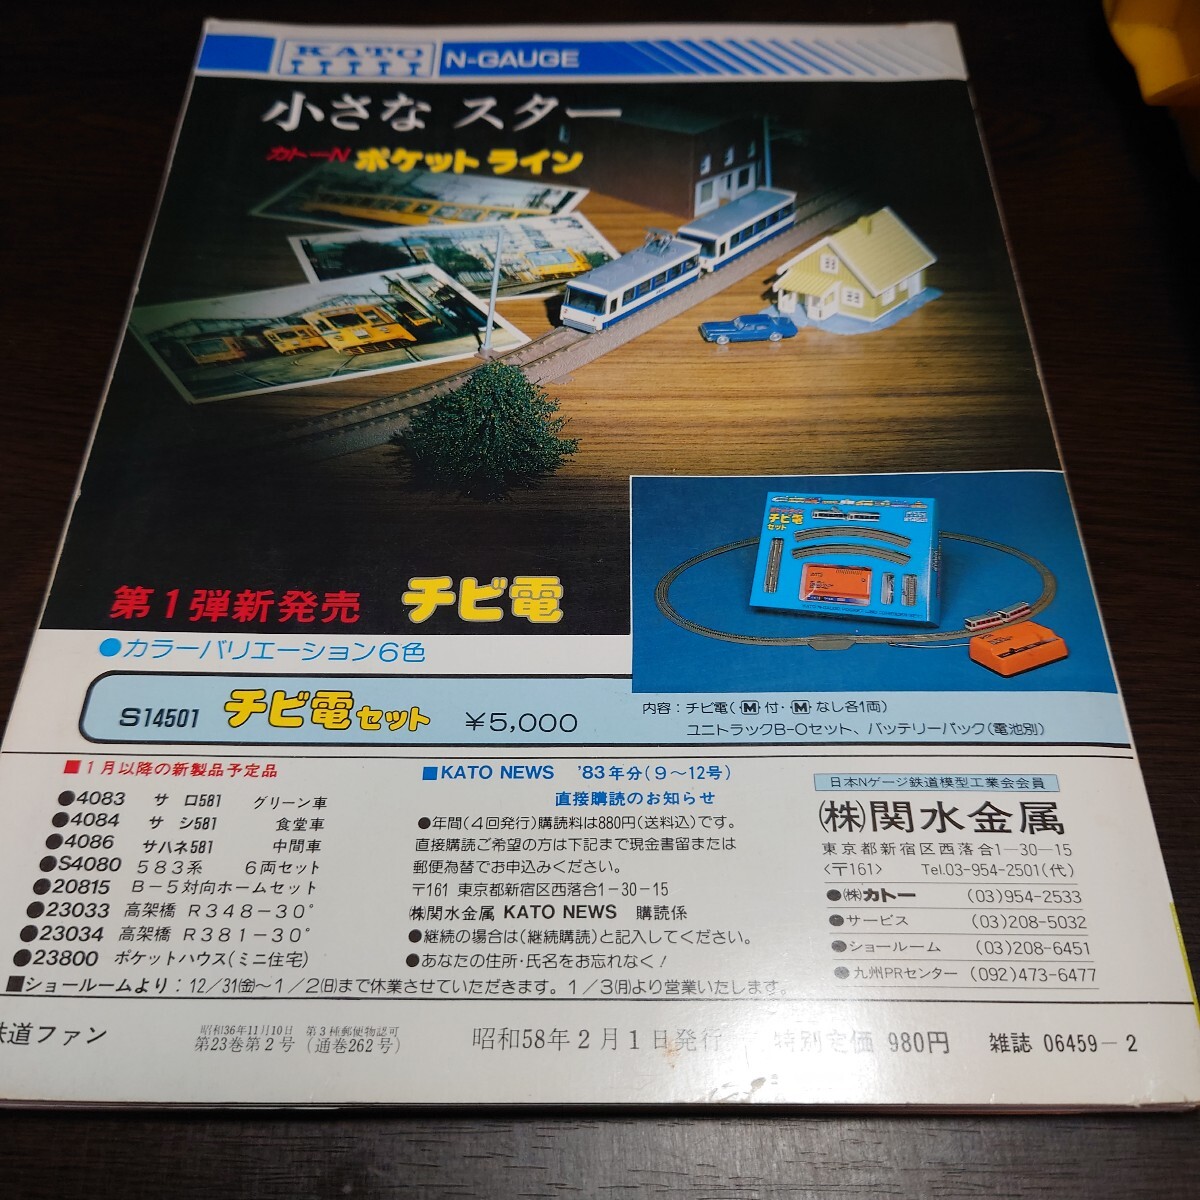 KATO
N-GAUGE
小さな スター
カトーN ポケットライン
チビ電
セット
第1弾新発売 チビ電
●カラーバリエーション6色
S14501 チビ電セット ¥5,000
内容:チビ電(Ⓜ付・Ⓜなし各1両)
ユニトラックB-Oセット、バッテリーパック(電池別)
■1月以降の新製品予定品
●4083 サロ581 グリーン車
●4084 サシ581 食堂車
●4086 サハネ581 中間車
●S4080 583系 6両セット
●20815 B-5対向ホームセット
●23033 高架橋 R348-30°
●23034 高架橋 R381-30°
●23800 ポケットハウス(ミニ住宅)
■KATO NEWS '83年分(9〜12号)
直接購読のお知らせ
●年間(4回発行)購読料は880円(送料込)です。
直接購読ご希望の方は下記まで現金書留または
郵便為替でお申込みください。
〒161 東京都新宿区西落合1-30-15
㈱関水金属 KATO NEWS 購読係
●継続の場合は(継続購読)と記入してください。
●あなたの住所・氏名をお忘れなく!
日本Nゲージ鉄道模型工業会会員
㈱関水金属
東京都新宿区西落合1-30-15
〈〒161〉 Tel.03-954-2501(代)
●㈱カトー (03)954-2533
●サービス (03)208-5032
●ショールーム (03)208-6451
●九州PRセンター (092)473-6477
■ショールームより:12/31㈮〜1/2㈰まで休業させていただきます。1/3㈪より営業いたします。
鉄道ファン
昭和36年11月10日 第3種郵便物認可
第23巻第2号 (通巻262号)
昭和58年2月1日発行
特別定価 980円
雑誌 06459-2